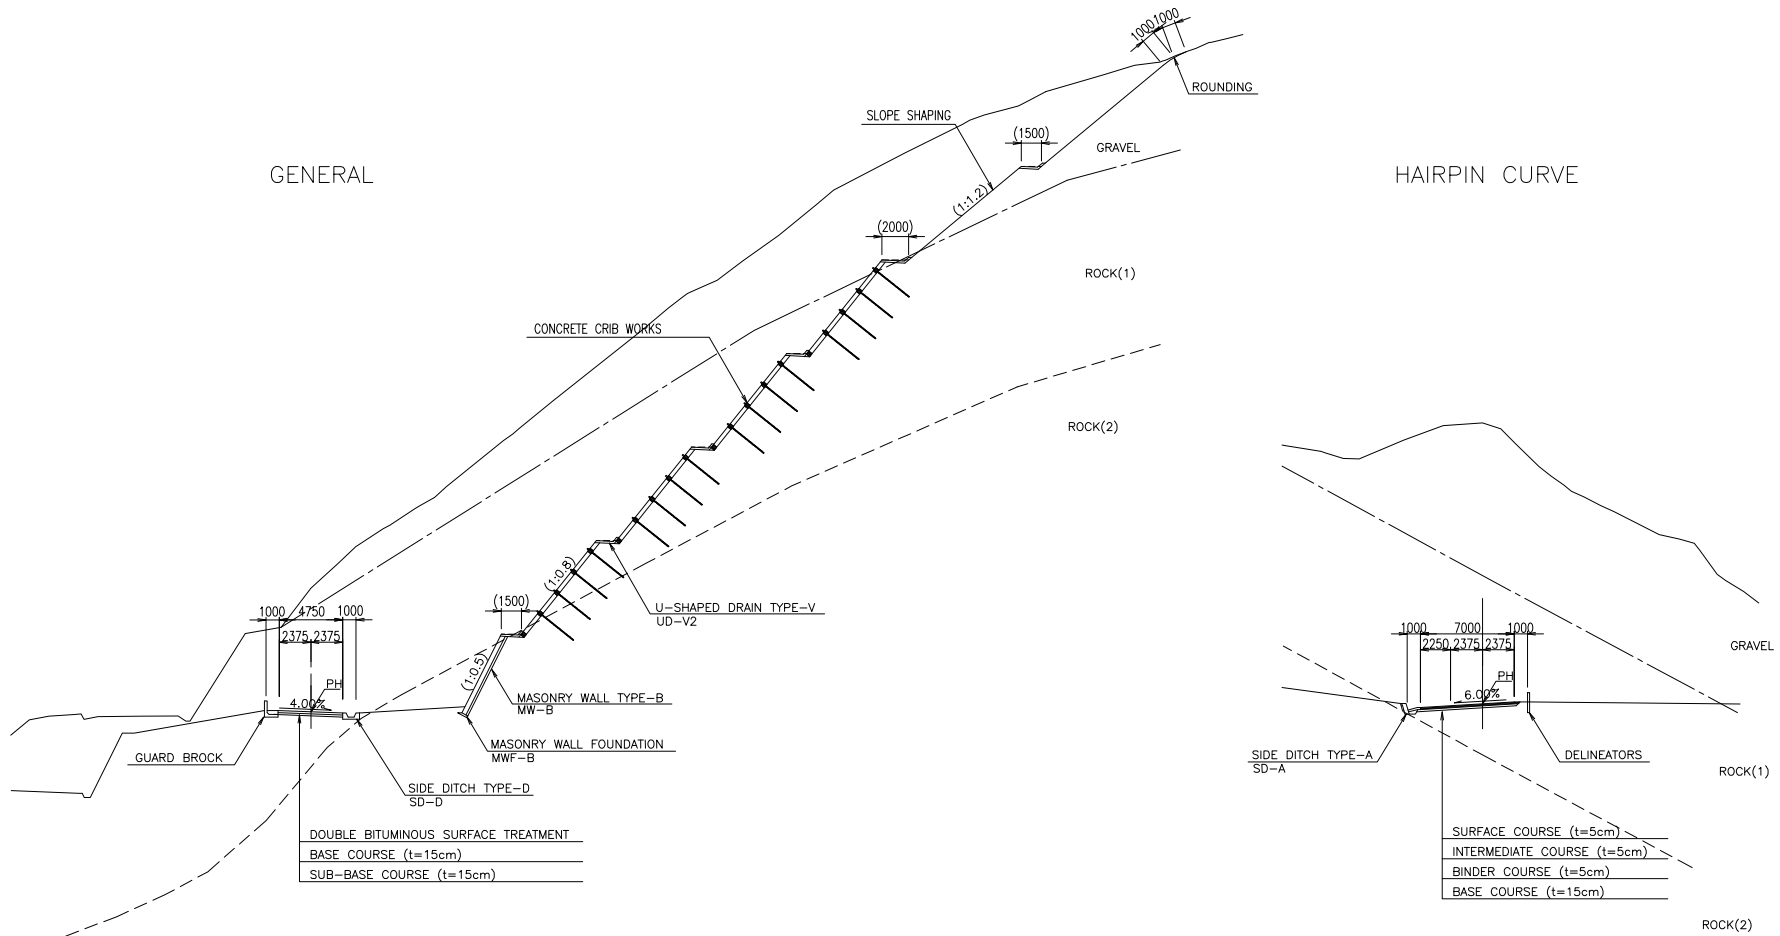 1000
1000
ROUNDING
SLOPE SHAPING
(1500)
GRAVEL
GENERAL
HAIRPIN CURVE
(1:1.2)
(2000)
ROCK(1)
CONCRETE CRIB WORKS
ROCK(2)
(1:0.8)
(1500)
U-SHAPED DRAIN TYPE-V
UD-V2
1000
4750
1000
2375
2375
PH
4.00%
(1:0.5)
MASONRY WALL TYPE-B
MW-B
MASONRY WALL FOUNDATION
MWF-B
GUARD BROCK
SIDE DITCH TYPE-D
SD-D
DOUBLE BITUMINOUS SURFACE TREATMENT
BASE COURSE (t=15cm)
SUB-BASE COURSE (t=15cm)
1000
7000
1000
2250
2375
2375
GRAVEL
PH
6.00%
SIDE DITCH TYPE-A
SD-A
DELINEATORS
ROCK(1)
SURFACE COURSE (t=5cm)
INTERMEDIATE COURSE (t=5cm)
BINDER COURSE (t=5cm)
BASE COURSE (t=15cm)
ROCK(2)